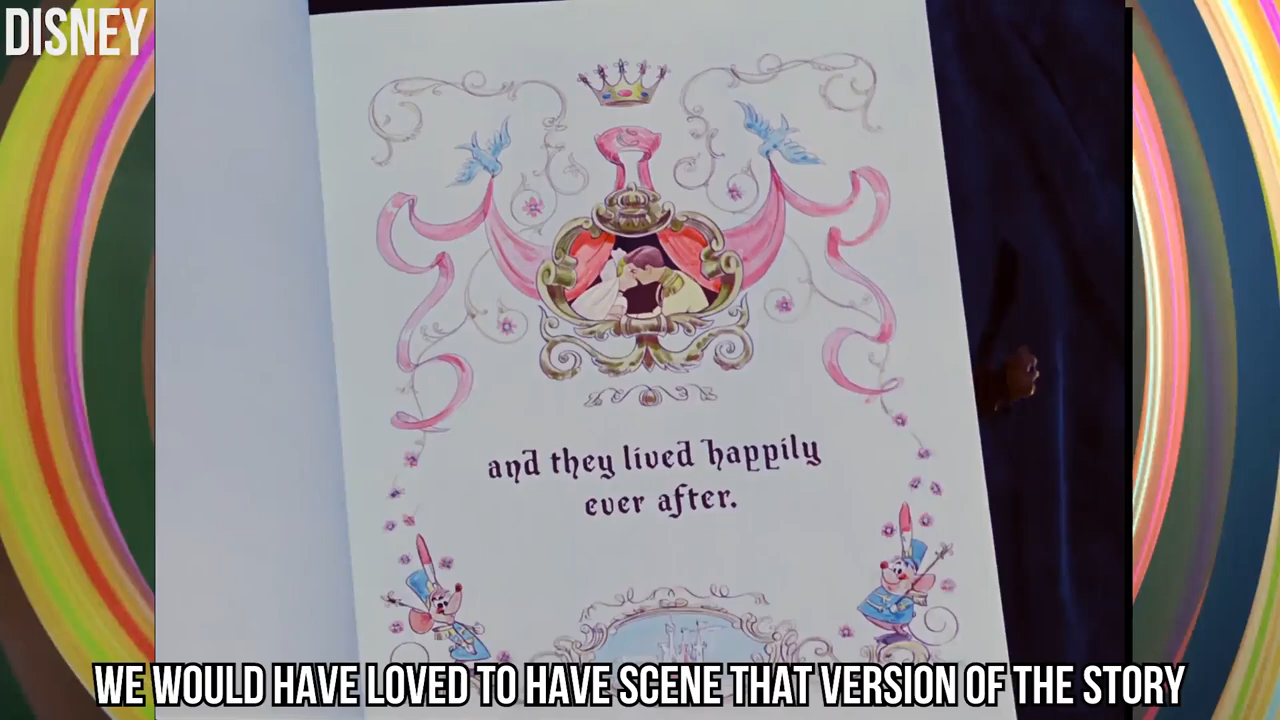 DISNEY
and they lived happily
ever after.
WE WOULD HAVE LOVED TO HAVE SCENE THAT VERSION OF THE STORY